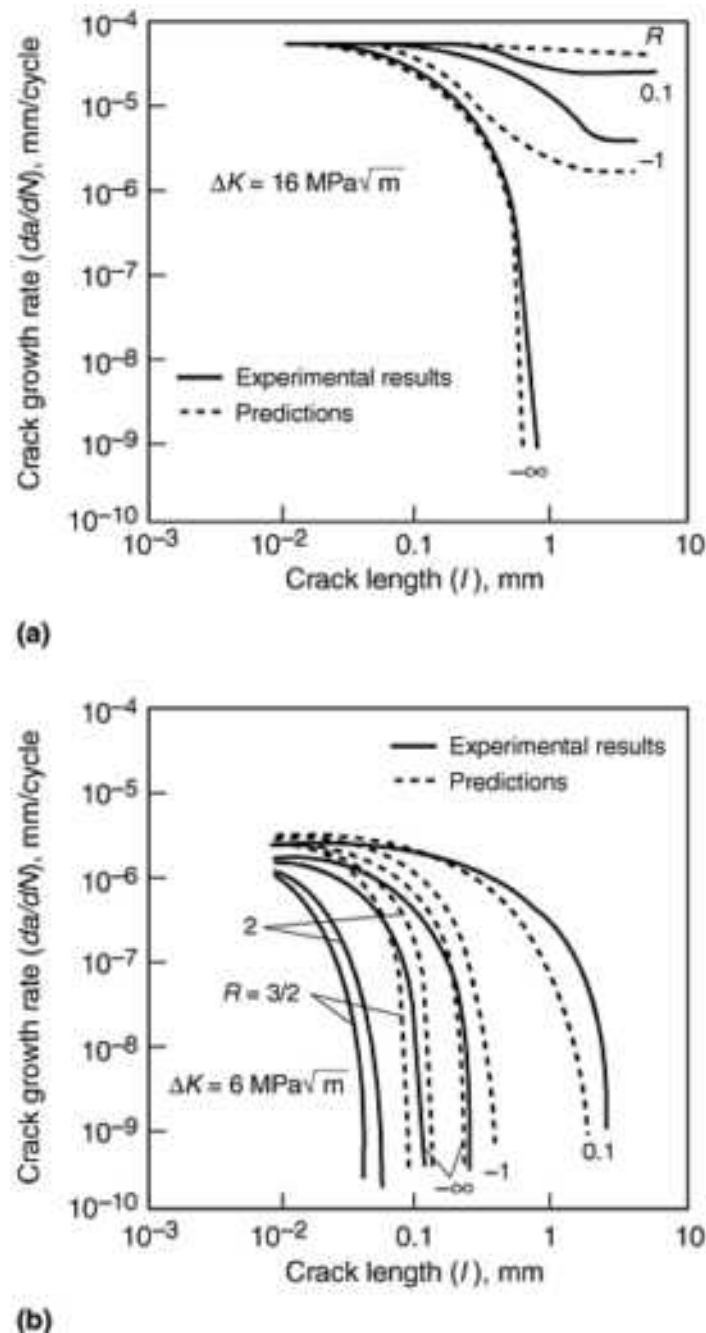 10⁻⁴
10⁻⁵
10⁻⁶
10⁻⁷
10⁻⁸
10⁻⁹
10⁻¹⁰
Crack growth rate (da/dN), mm/cycle
R
0.1
−1
ΔK = 16 MPa√m
Experimental results
Predictions
−∞
10⁻³ 10⁻² 0.1 1 10
Crack length (l), mm
(a)
10⁻⁴
10⁻⁵
10⁻⁶
10⁻⁷
10⁻⁸
10⁻⁹
10⁻¹⁰
Crack growth rate (da/dN), mm/cycle
Experimental results
Predictions
2
R = 3/2
ΔK = 6 MPa√m
−∞
−1
0.1
10⁻³ 10⁻² 0.1 1 10
Crack length (l), mm
(b)